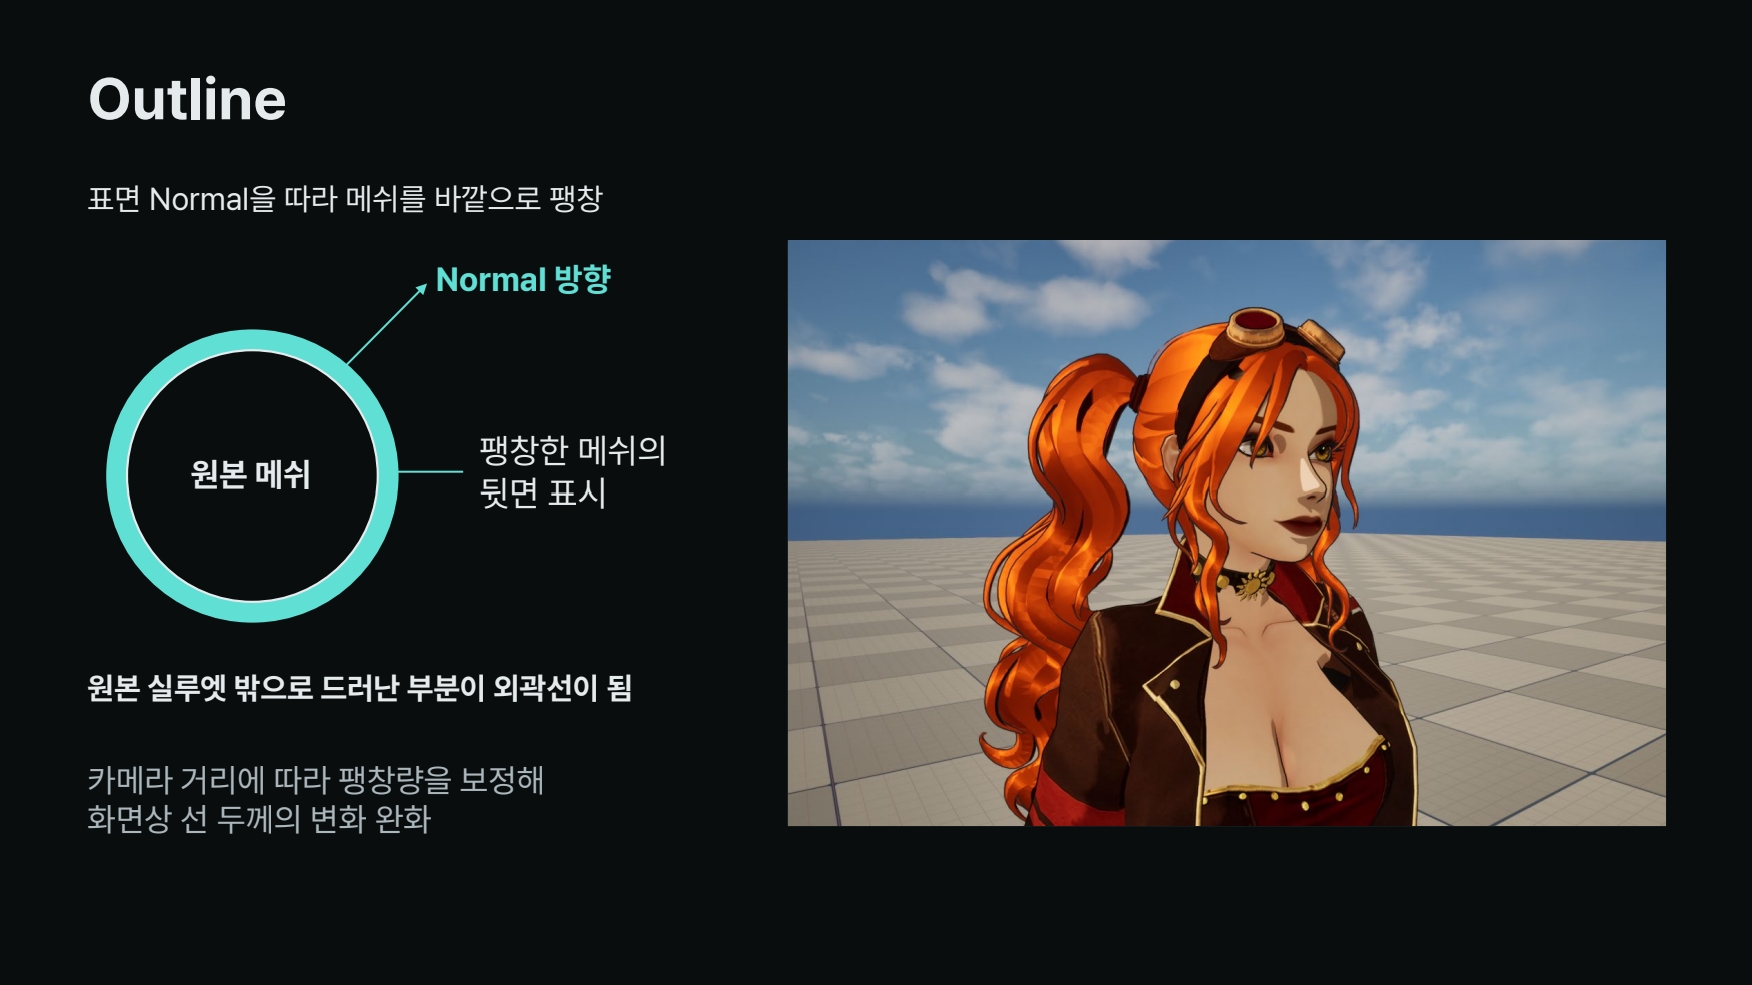 Outline
표면 Normal을 따라 메쉬를 바깥으로 팽창
Normal 방향
원본 메쉬
팽창한 메쉬의
뒷면 표시
원본 실루엣 밖으로 드러난 부분이 외곽선이 됨
카메라 거리에 따라 팽창량을 보정해
화면상 선 두께의 변화 완화